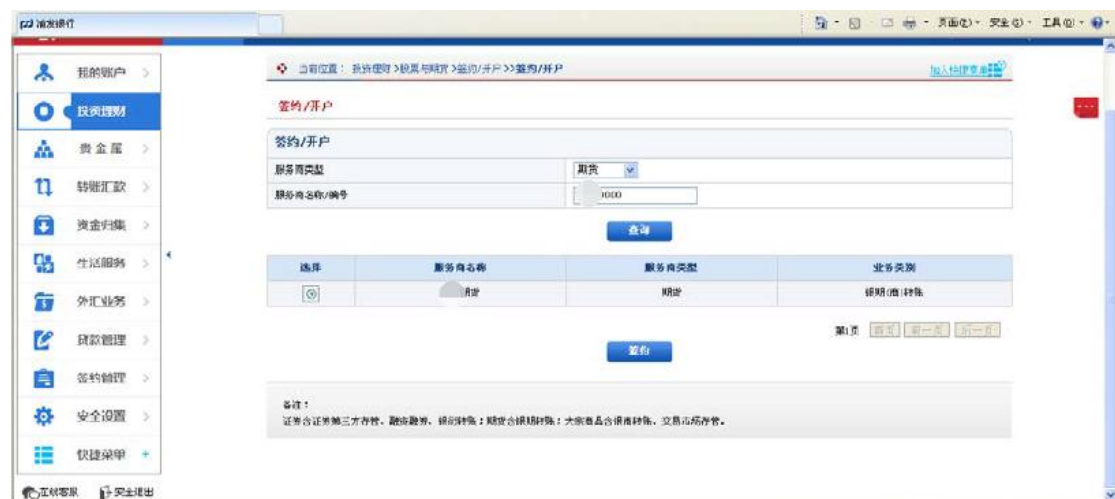 浦发银行
页面(P) 安全(S) 工具(O)
我的账户
当前位置： 投资理财>股票与期货>签约/开户>>签约/开户
加入快捷菜单
投资理财
签约/开户
贵金属
签约/开户
服务商类型 期货
转账汇款
服务商名称/编号 0000
资金归集
查询
生活服务
选择 服务商名称 服务商类型 业务类别
外汇业务
期货 期货 银期(商)转账
贷款管理
第1页 首页 前一页 后一页
签约
签约管理
备注：
安全设置
证券含证券第三方存管、融资融券、银衍转账；期货含银期转账；大宗商品含银商转账、交易市场存管。
快捷菜单 +
在线客服 安全退出